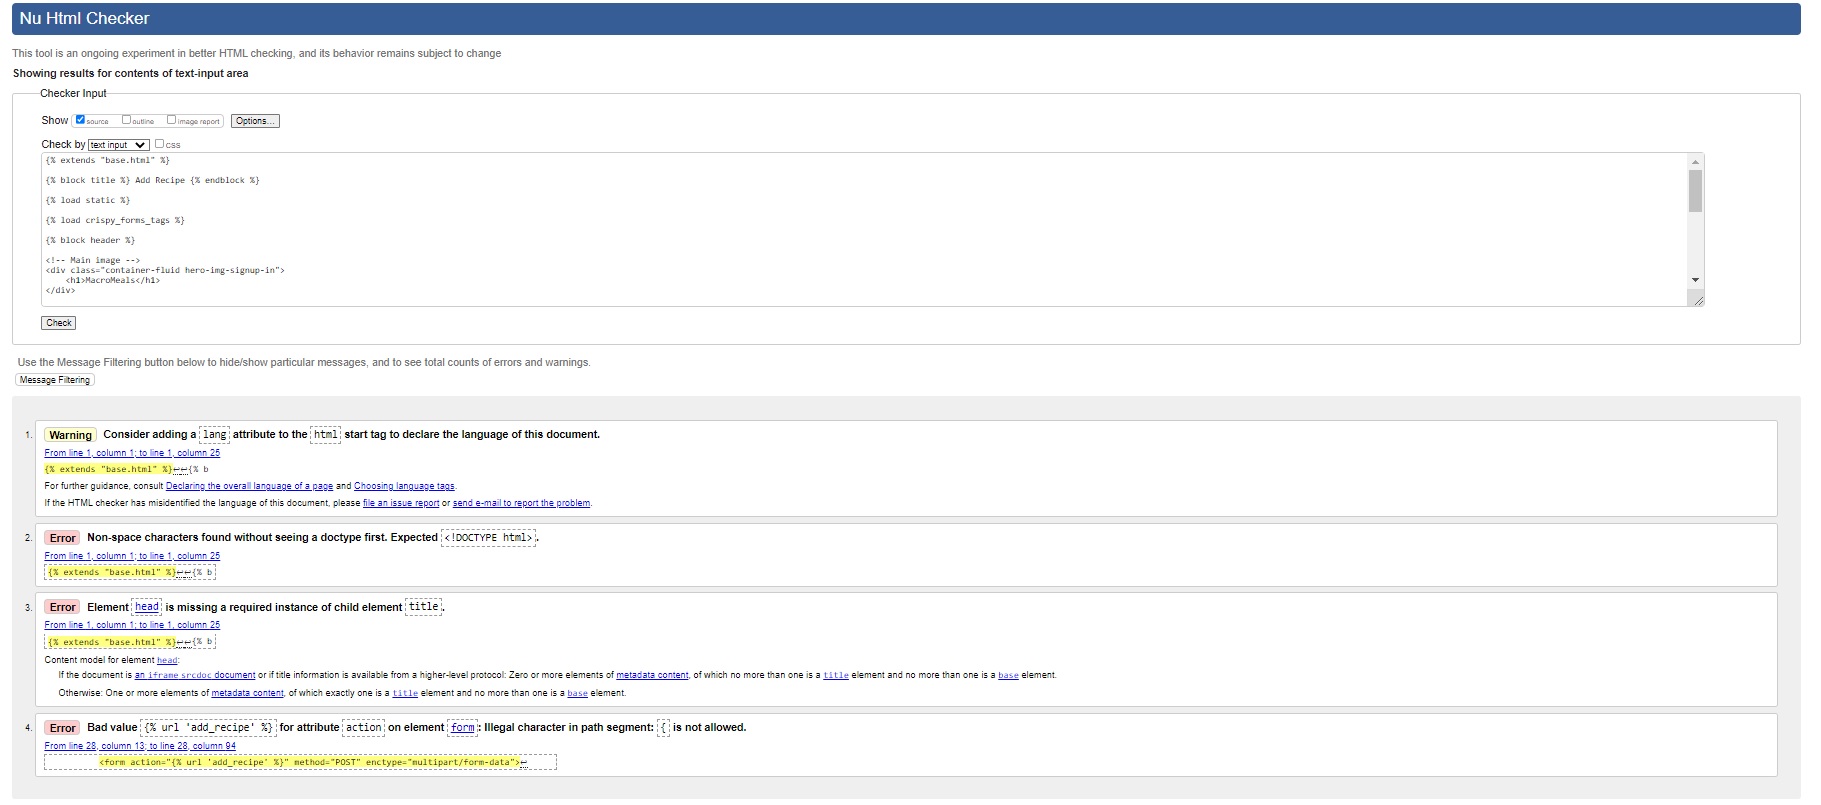 Nu Html Checker
This tool is an ongoing experiment in better HTML checking, and its behavior remains subject to change
Showing results for contents of text-input area
Checker Input
Show source outline image report Options...
Check by text input css
{% extends "base.html" %}
{% block title %} Add Recipe {% endblock %}
{% load static %}
{% load crispy_forms_tags %}
{% block header %}
<!-- Main image -->
<div class="container-fluid hero-img-signup-in">
<h1>MacroMeals</h1>
</div>
Check
Use the Message Filtering button below to hide/show particular messages, and to see total counts of errors and warnings.
Message Filtering
1. Warning Consider adding a lang attribute to the html start tag to declare the language of this document.
From line 1, column 1; to line 1, column 25
{% extends "base.html" %}↩↩{% b
For further guidance, consult Declaring the overall language of a page and Choosing language tags.
If the HTML checker has misidentified the language of this document, please file an issue report or send e-mail to report the problem.
2. Error Non-space characters found without seeing a doctype first. Expected <!DOCTYPE html>.
From line 1, column 1; to line 1, column 25
{% extends "base.html" %}↩↩{% b
3. Error Element head is missing a required instance of child element title.
From line 1, column 1; to line 1, column 25
{% extends "base.html" %}↩↩{% b
Content model for element head:
If the document is an iframe srcdoc document or if title information is available from a higher-level protocol: Zero or more elements of metadata content, of which no more than one is a title element and no more than one is a base element.
Otherwise: One or more elements of metadata content, of which exactly one is a title element and no more than one is a base element.
4. Error Bad value {% url 'add_recipe' %} for attribute action on element form: Illegal character in path segment: { is not allowed.
From line 28, column 13; to line 28, column 94
<form action="{% url 'add_recipe' %}" method="POST" enctype="multipart/form-data">↩